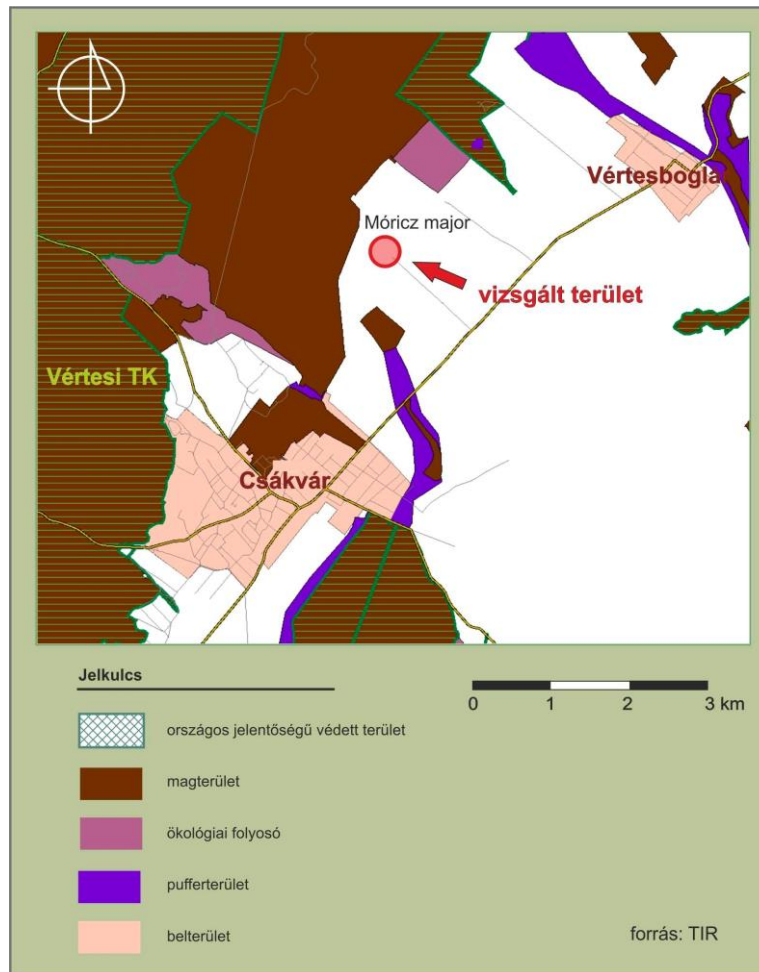 Vértesbogla
Móricz major
vizsgált terület
Vértesi TK
Csákvár
Jelkulcs
0 1 2 3 km
országos jelentőségű védett terület
magterület
ökológiai folyosó
pufferterület
belterület
forrás: TIR